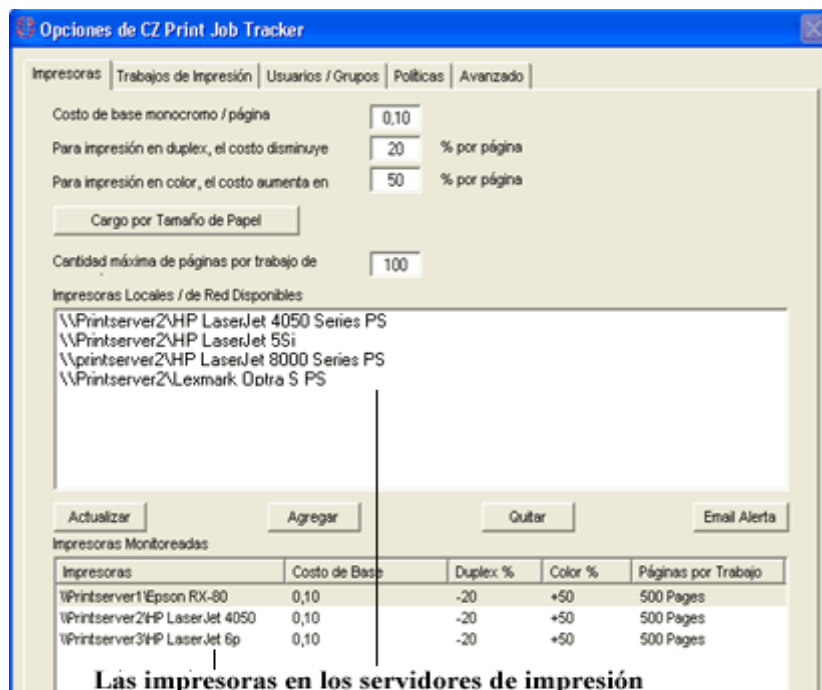 Opciones de CZ Print Job Tracker
Impresoras Trabajos de Impresión Usuarios / Grupos Políticas Avanzado
Costo de base monocromo / página 0,10
Para impresión en duplex, el costo disminuye 20 % por página
Para impresión en color, el costo aumenta en 50 % por página
Cargo por Tamaño de Papel
Cantidad máxima de páginas por trabajo de 100
Impresoras Locales / de Red Disponibles
\\Printserver2\HP LaserJet 4050 Series PS
\\Printserver2\HP LaserJet 5Si
\\printserver2\HP LaserJet 8000 Series PS
\\Printserver2\Lexmark Optra S PS
Actualizar Agregar Quitar Email Alerta
Impresoras Monitoreadas
Impresoras Costo de Base Duplex % Color % Páginas por Trabajo
\\Printserver1\Epson RX-80 0,10 -20 +50 500 Pages
\\Printserver2\HP LaserJet 4050 0,10 -20 +50 500 Pages
\\Printserver3\HP LaserJet 6p 0,10 -20 +50 500 Pages
Las impresoras en los servidores de impresión